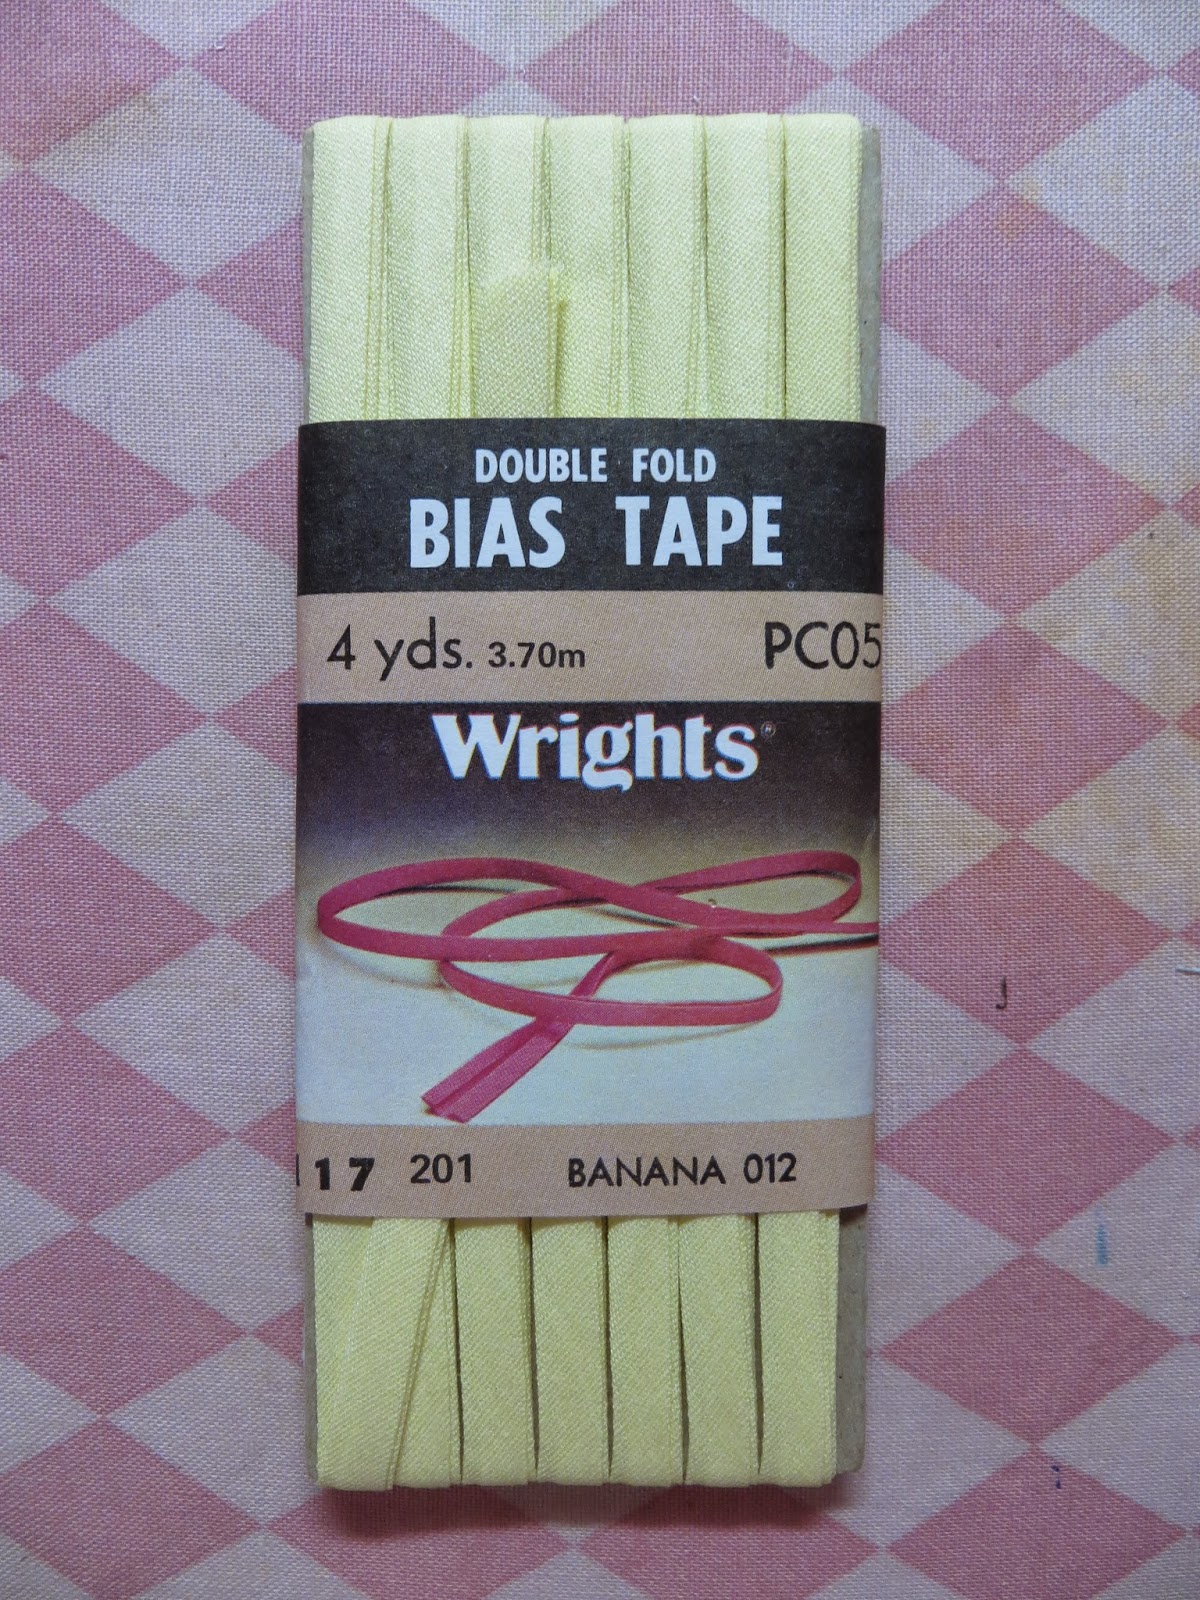 DOUBLE FOLD
BIAS TAPE
4 yds. 3.70m PC05
Wrights®
17 201 BANANA 012